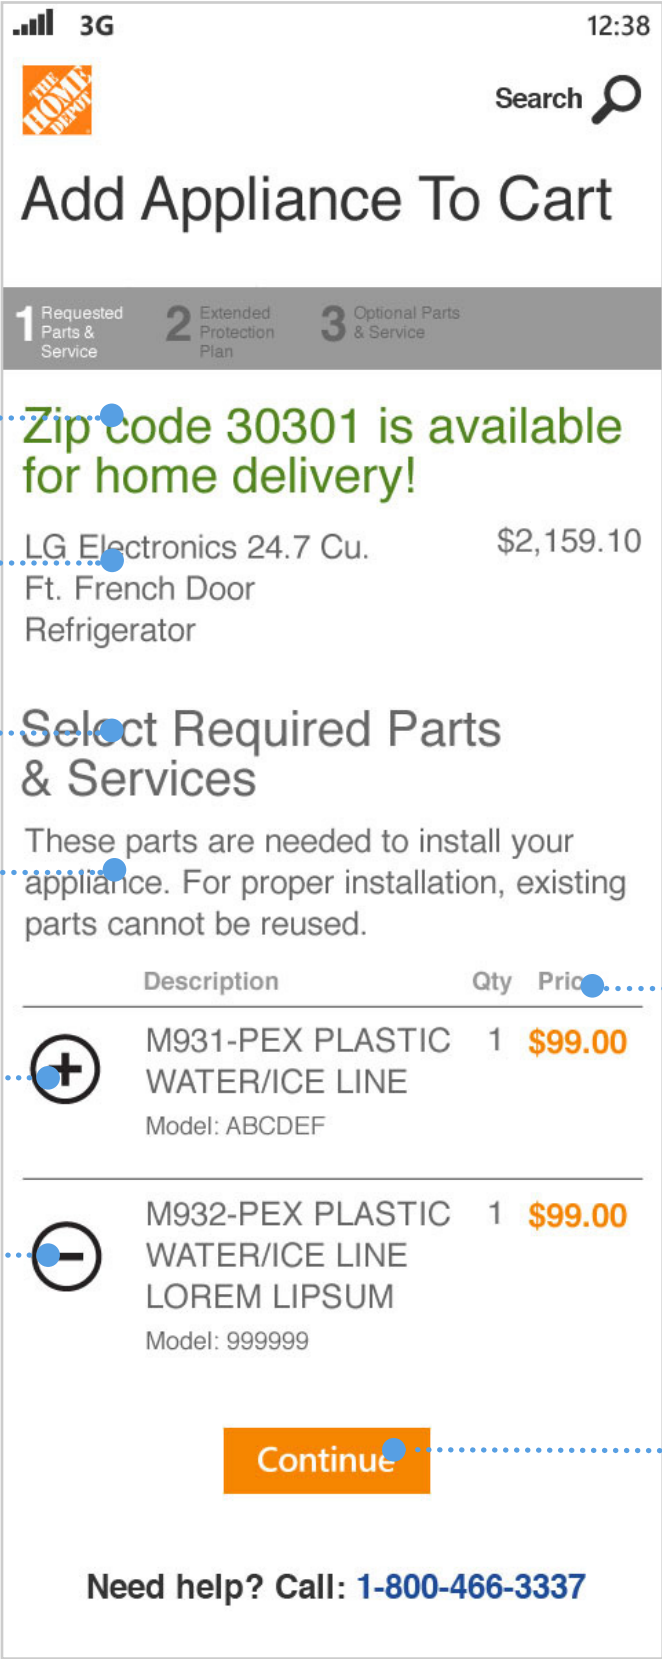 3G 12:38
THE
HOME
DEPOT
Search
Add Appliance To Cart
1 Requested
Parts &
Service
2 Extended
Protection
Plan
3 Optional Parts
& Service
Zip code 30301 is available
for home delivery!
LG Electronics 24.7 Cu. $2,159.10
Ft. French Door
Refrigerator
Select Required Parts
& Services
These parts are needed to install your
appliance. For proper installation, existing
parts cannot be reused.
Description Qty Price
M931-PEX PLASTIC 1 $99.00
WATER/ICE LINE
Model: ABCDEF
M932-PEX PLASTIC 1 $99.00
WATER/ICE LINE
LOREM LIPSUM
Model: 999999
Continue
Need help? Call: 1-800-466-3337